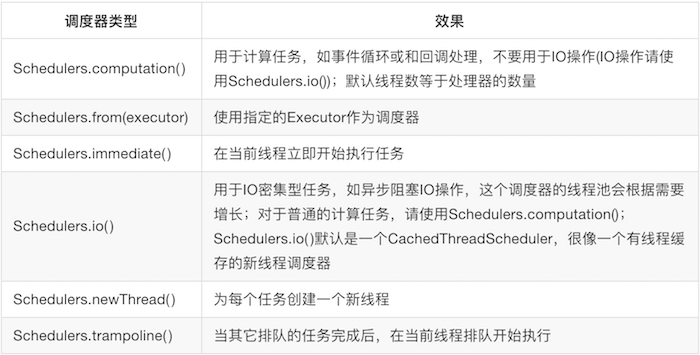 调度器类型 效果
Schedulers.computation() 用于计算任务，如事件循环或和回调处理，不要用于IO操作(IO操作请使
用Schedulers.io())；默认线程数等于处理器的数量
Schedulers.from(executor) 使用指定的Executor作为调度器
Schedulers.immediate() 在当前线程立即开始执行任务
Schedulers.io() 用于IO密集型任务，如异步阻塞IO操作，这个调度器的线程池会根据需要
增长；对于普通的计算任务，请使用Schedulers.computation()；
Schedulers.io()默认是一个CachedThreadScheduler，很像一个有线程缓
存的新线程调度器
Schedulers.newThread() 为每个任务创建一个新线程
Schedulers.trampoline() 当其它排队的任务完成后，在当前线程排队开始执行